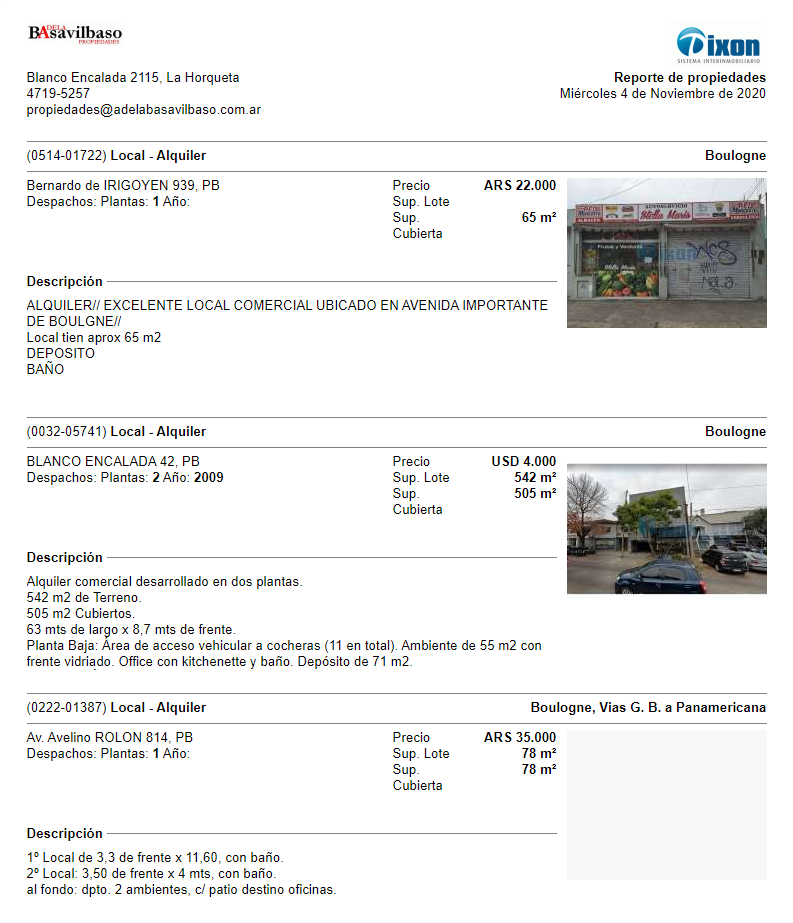 BAsavilbaso
ADELA
PROPIEDADES
Tixon
SISTEMA INTERINMOBILIARIO
Blanco Encalada 2115, La Horqueta
4719-5257
propiedades@adelabasavilbaso.com.ar
Reporte de propiedades
Miércoles 4 de Noviembre de 2020
(0514-01722) Local - Alquiler Boulogne
Bernardo de IRIGOYEN 939, PB
Despachos: Plantas: 1 Año:
Precio ARS 22.000
Sup. Lote
Sup. 65 m²
Cubierta
AUTOSERVICIO
Stella Maris
Frutas y Verduras
Stella Maris
ALMACEN
Tixon
Descripción
ALQUILER// EXCELENTE LOCAL COMERCIAL UBICADO EN AVENIDA IMPORTANTE
DE BOULGNE//
Local tien aprox 65 m2
DEPOSITO
BAÑO
(0032-05741) Local - Alquiler Boulogne
BLANCO ENCALADA 42, PB
Despachos: Plantas: 2 Año: 2009
Precio USD 4.000
Sup. Lote 542 m²
Sup. 505 m²
Cubierta
Descripción
Alquiler comercial desarrollado en dos plantas.
542 m2 de Terreno.
505 m2 Cubiertos.
63 mts de largo x 8,7 mts de frente.
Planta Baja: Área de acceso vehicular a cocheras (11 en total). Ambiente de 55 m2 con
frente vidriado. Office con kitchenette y baño. Depósito de 71 m2.
(0222-01387) Local - Alquiler Boulogne, Vias G. B. a Panamericana
Av. Avelino ROLON 814, PB
Despachos: Plantas: 1 Año:
Precio ARS 35.000
Sup. Lote 78 m²
Sup. 78 m²
Cubierta
Descripción
1º Local de 3,3 de frente x 11,60, con baño.
2º Local: 3,50 de frente x 4 mts, con baño.
al fondo: dpto. 2 ambientes, c/ patio destino oficinas.